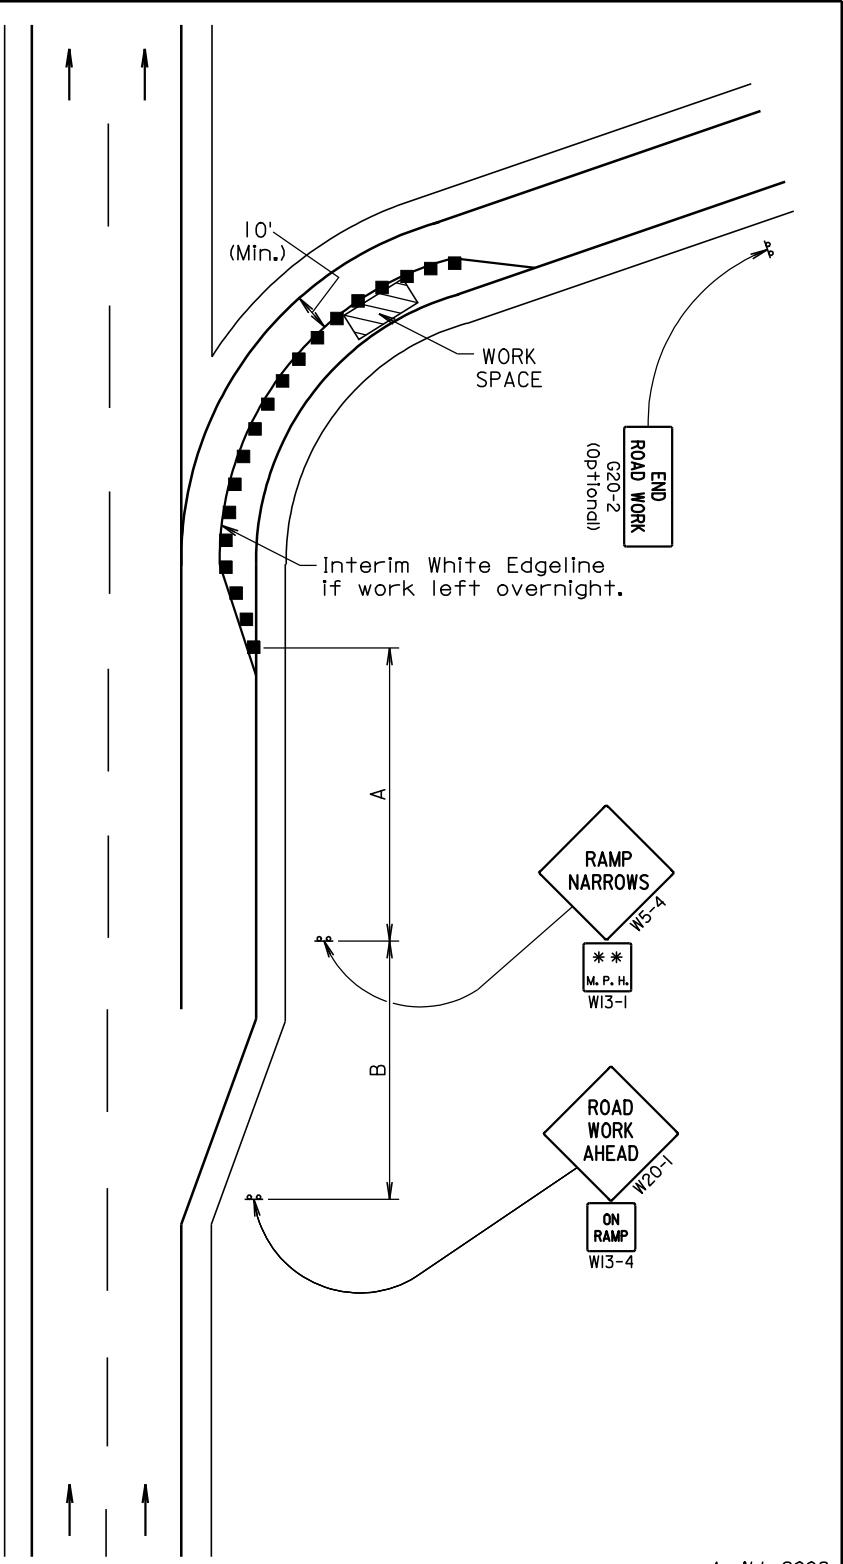 10'
(Min.)
WORK
SPACE
END
ROAD WORK
G20-2
(Optional)
Interim White Edgeline
if work left overnight.
A
RAMP
NARROWS
W5-4
* *
M. P. H.
W13-1
B
ROAD
WORK
AHEAD
W20-1
ON
RAMP
W13-4